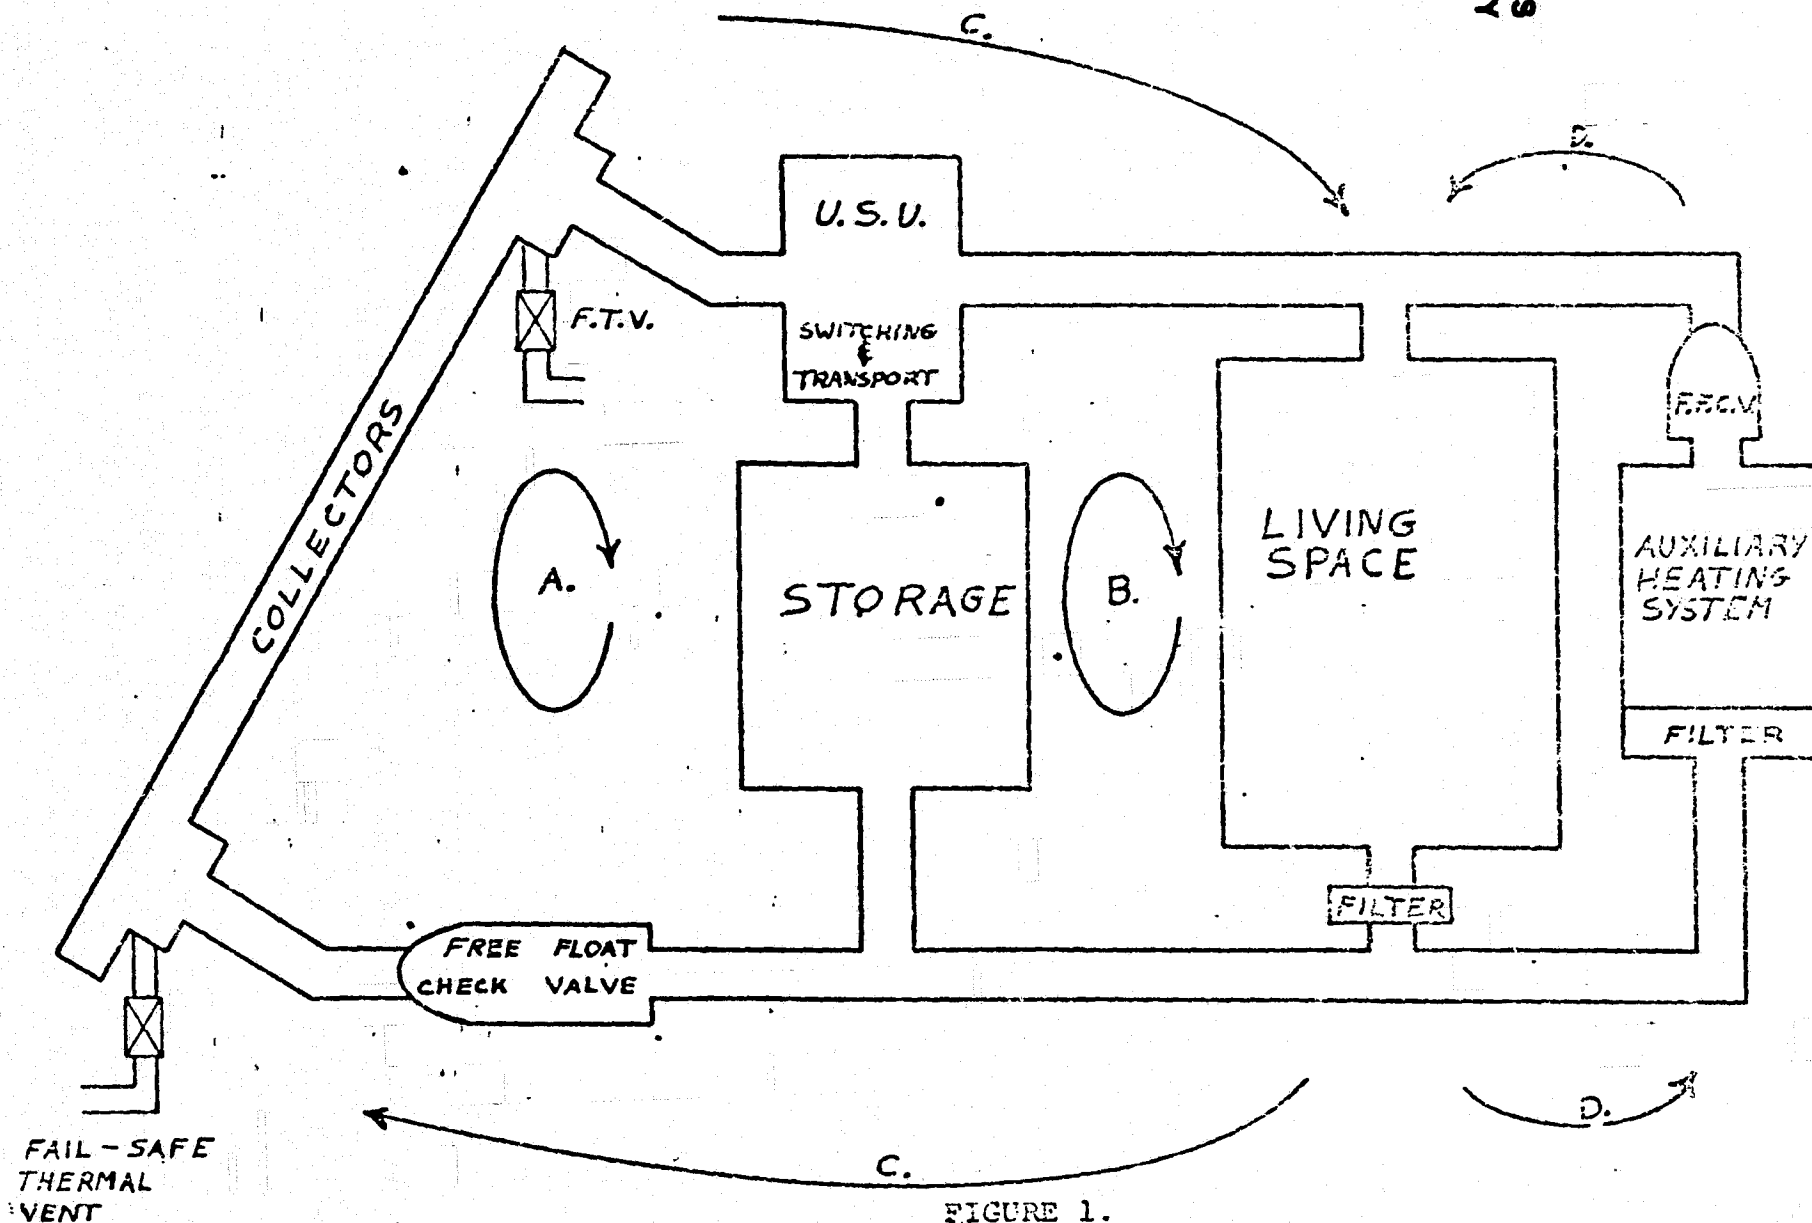 C.
D.
U.S.U.
F.T.V.
SWITCHING
&
TRANSPORT
F.F.C.V.
COLLECTORS
A.
STORAGE
B.
LIVING
SPACE
AUXILIARY
HEATING
SYSTEM
FILTER
FILTER
FREE FLOAT
CHECK VALVE
FAIL-SAFE
THERMAL
VENT
C.
D.
FIGURE 1.